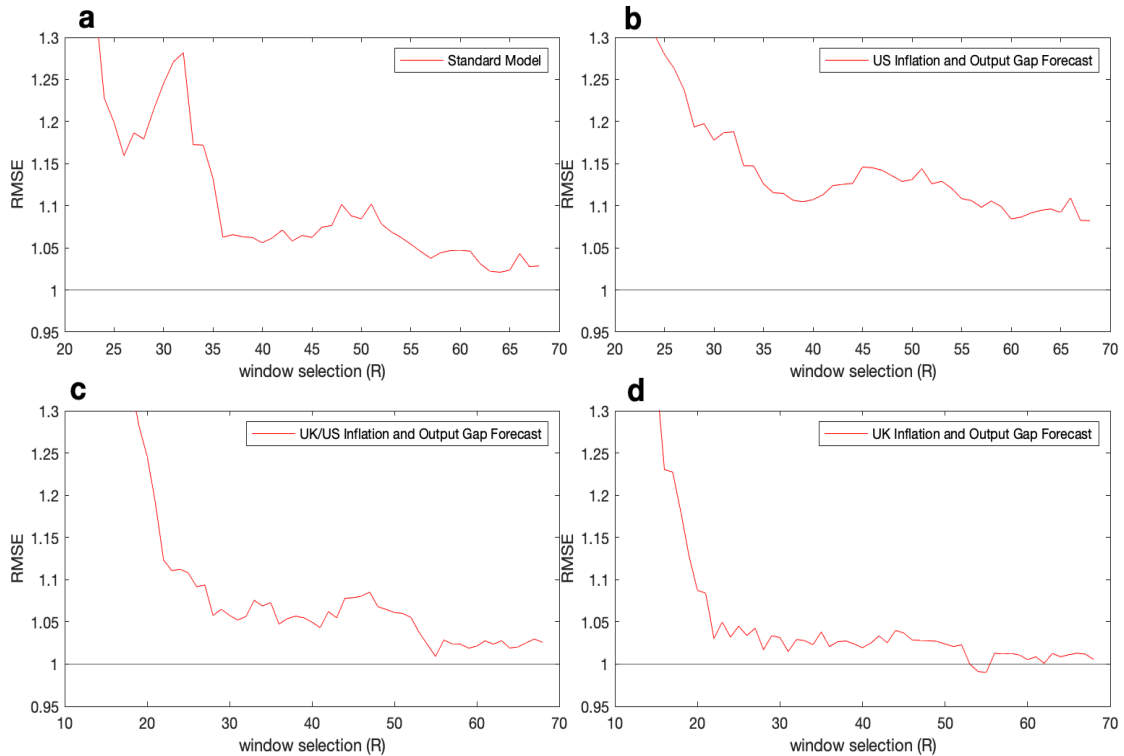 a
1.3
1.25
1.2
1.15
1.1
1.05
1
0.95
RMSE
Standard Model
20 25 30 35 40 45 50 55 60 65 70
window selection (R)
b
1.3
1.25
1.2
1.15
1.1
1.05
1
0.95
RMSE
US Inflation and Output Gap Forecast
20 25 30 35 40 45 50 55 60 65 70
window selection (R)
c
1.3
1.25
1.2
1.15
1.1
1.05
1
0.95
RMSE
UK/US Inflation and Output Gap Forecast
10 20 30 40 50 60 70
window selection (R)
d
1.3
1.25
1.2
1.15
1.1
1.05
1
0.95
RMSE
UK Inflation and Output Gap Forecast
10 20 30 40 50 60 70
window selection (R)